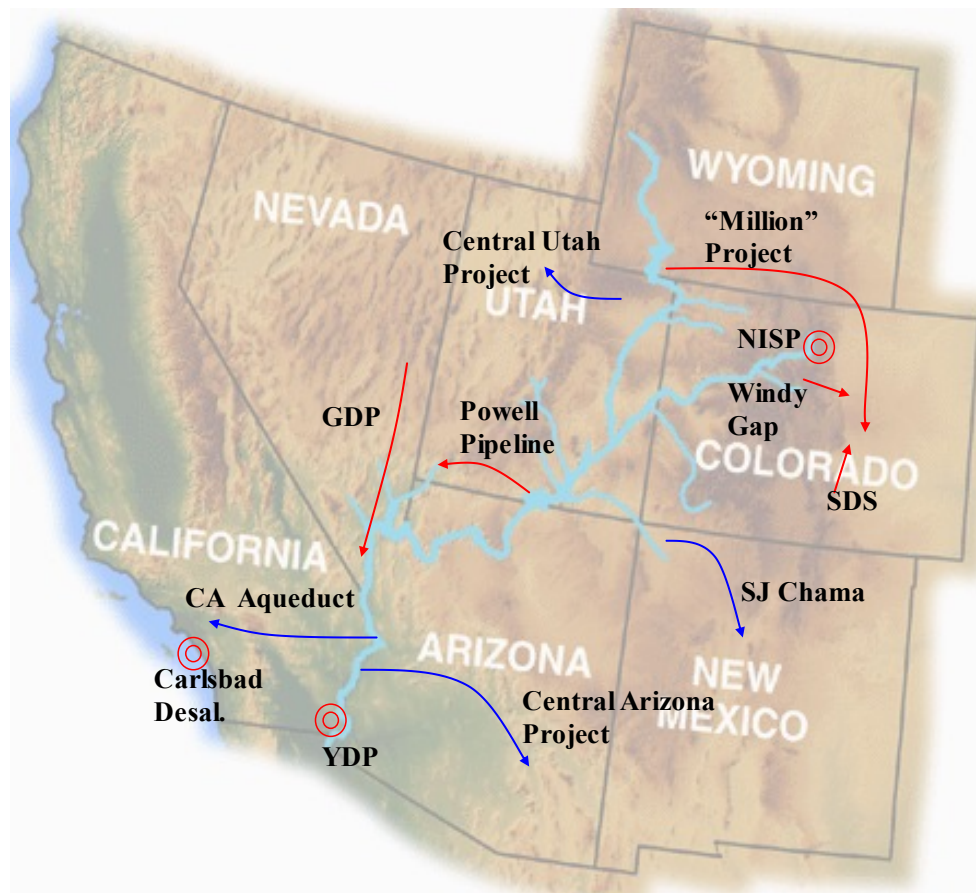 WYOMING
NEVADA
“Million”
Project
Central Utah
Project
UTAH
NISP
Windy
Gap
GDP
Powell
Pipeline
COLORADO
SDS
CALIFORNIA
CA Aqueduct
SJ Chama
ARIZONA
NEW
MEXICO
Carlsbad
Desal.
Central Arizona
Project
YDP